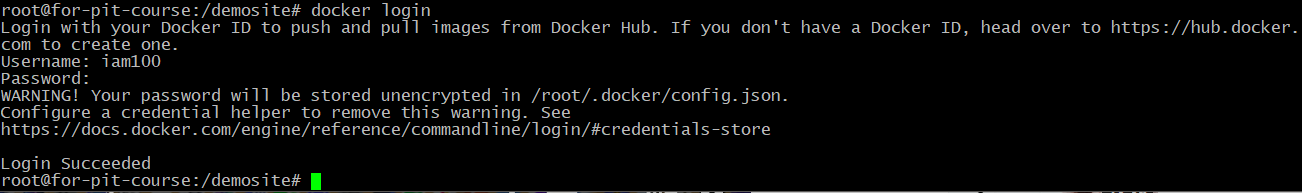 root@for-pit-course:/demosite# docker login
Login with your Docker ID to push and pull images from Docker Hub. If you don't have a Docker ID, head over to https://hub.docker.
com to create one.
Username: iam100
Password:
WARNING! Your password will be stored unencrypted in /root/.docker/config.json.
Configure a credential helper to remove this warning. See
https://docs.docker.com/engine/reference/commandline/login/#credentials-store
Login Succeeded
root@for-pit-course:/demosite#